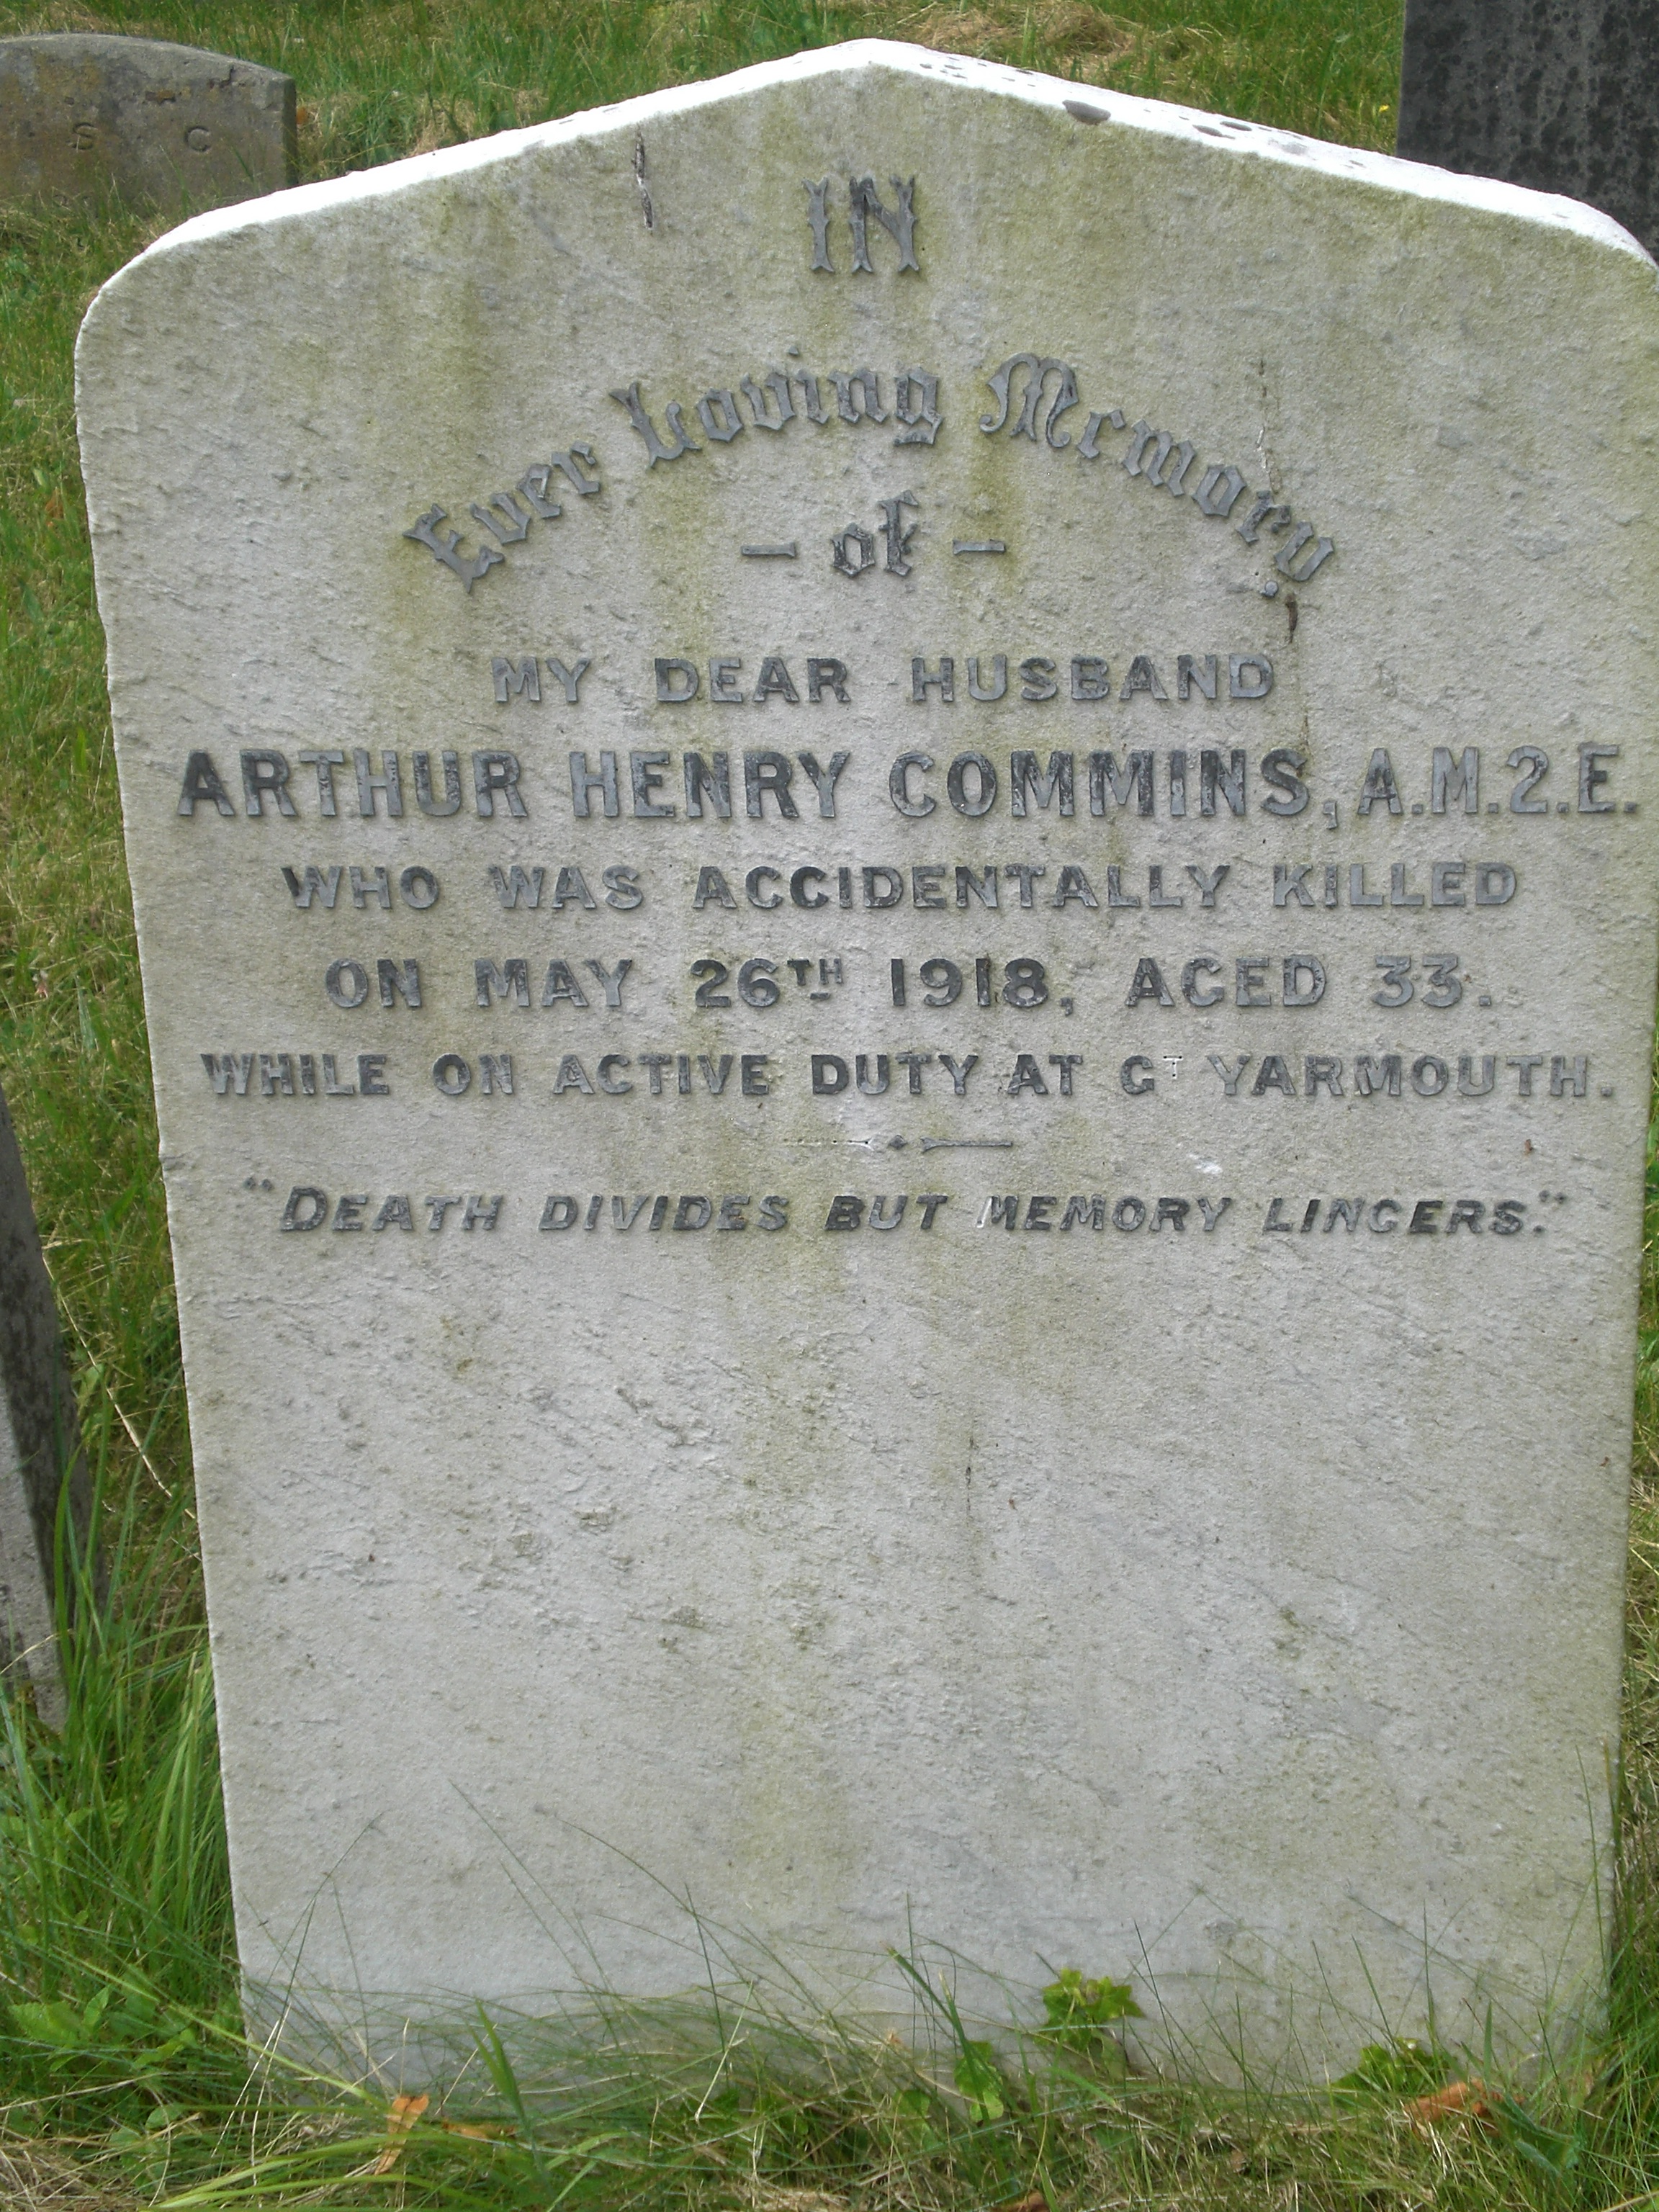 S C
IN
Ever Loving Memory
- of -
MY DEAR HUSBAND
ARTHUR HENRY COMMINS, A.M.2.E.
WHO WAS ACCIDENTALLY KILLED
ON MAY 26TH 1918, AGED 33.
WHILE ON ACTIVE DUTY AT GT YARMOUTH.
"DEATH DIVIDES BUT MEMORY LINGERS."